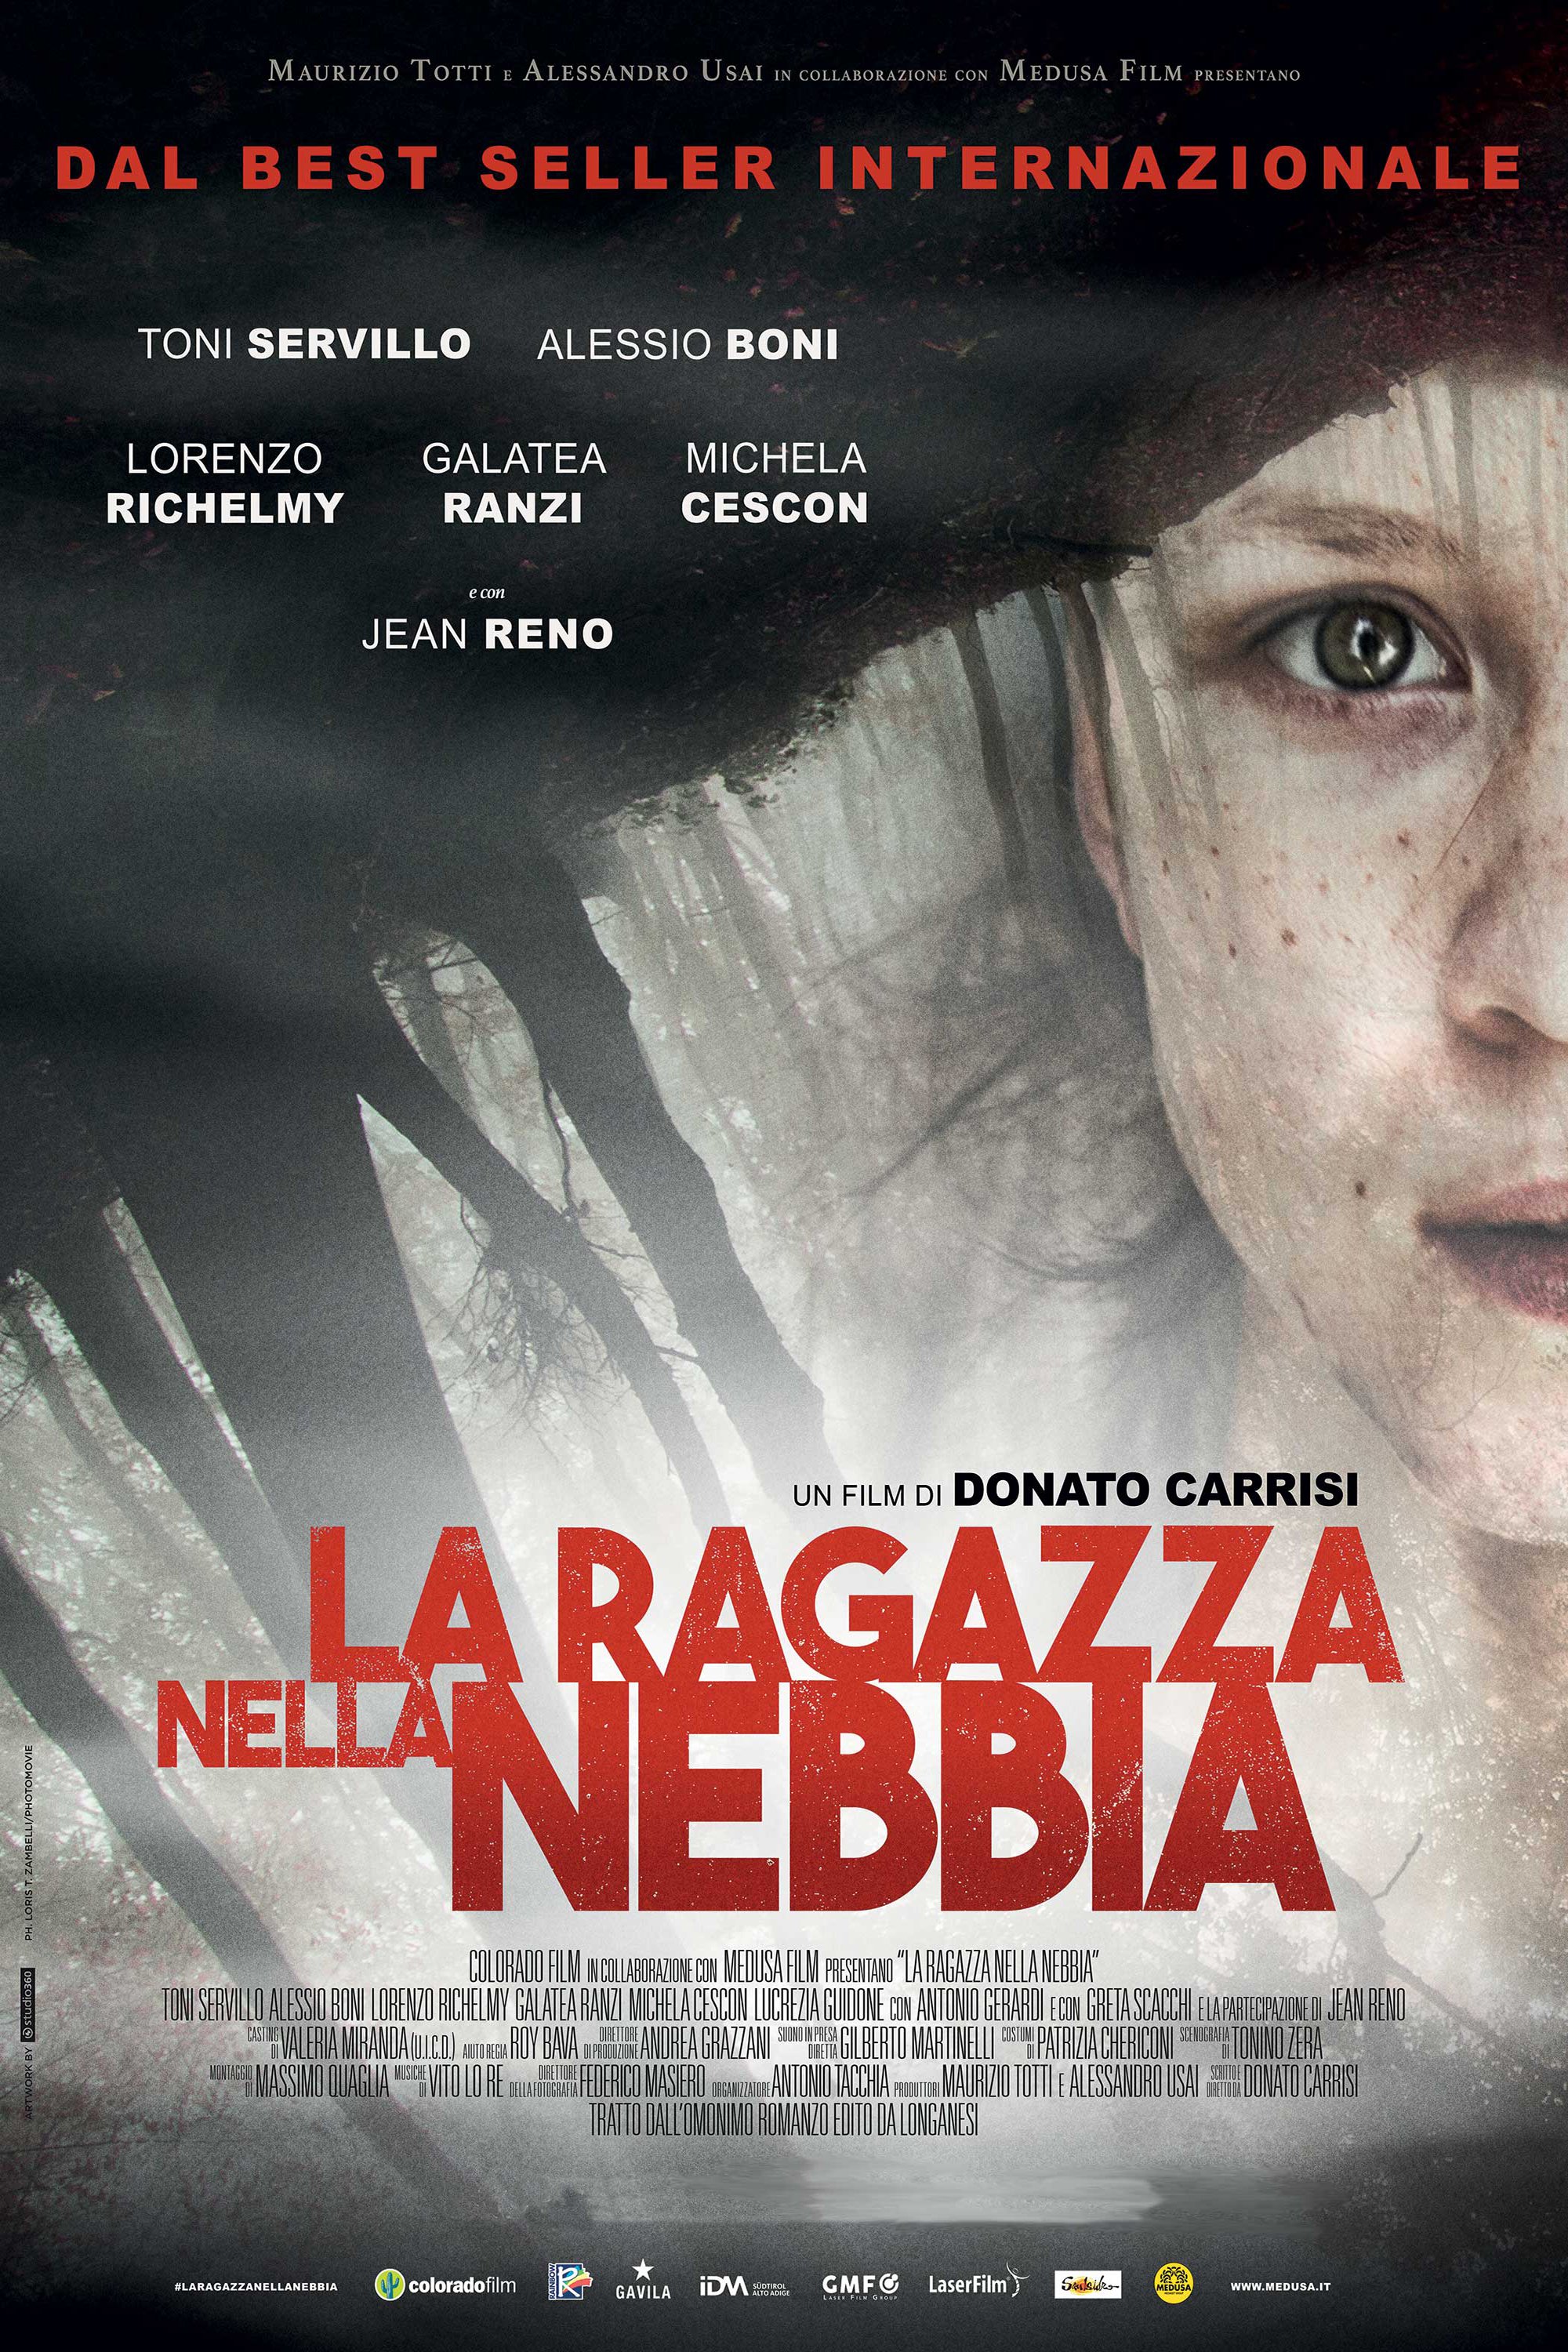 MAURIZIO TOTTI E ALESSANDRO USAI IN COLLABORAZIONE CON MEDUSA FILM PRESENTANO
DAL BEST SELLER INTERNAZIONALE
TONI SERVILLO ALESSIO BONI
LORENZO RICHELMY
GALATEA RANZI
MICHELA CESCON
e con
JEAN RENO
UN FILM DI DONATO CARRISI
LA RAGAZZA
NELLA NEBBIA
COLORADO FILM IN COLLABORAZIONE CON MEDUSA FILM PRESENTANO "LA RAGAZZA NELLA NEBBIA"
TONI SERVILLO ALESSIO BONI LORENZO RICHELMY GALATEA RANZI MICHELA CESCON LUCREZIA GUIDONE CON ANTONIO GERARDI E CON GRETA SCACCHI E LA PARTECIPAZIONE DI JEAN RENO
CASTING DI VALERIA MIRANDA (U.I.C.D.) AIUTO REGIA ROY BAVA DIRETTORE DI PRODUZIONE ANDREA GRAZZANI SUONO IN PRESA DIRETTA GILBERTO MARTINELLI COSTUMI DI PATRIZIA CHERICONI SCENOGRAFIA DI TONINO ZERA
MONTAGGIO DI MASSIMO QUAGLIA MUSICHE DI VITO LO RE DIRETTORE DELLA FOTOGRAFIA FEDERICO MASIERO ORGANIZZATORE ANTONIO TACCHIA PRODUTTORI MAURIZIO TOTTI E ALESSANDRO USAI SCRITTO E DIRETTO DA DONATO CARRISI
TRATTO DALL'OMONIMO ROMANZO EDITO DA LONGANESI
PH. LORIS T. ZAMBELLI/PHOTOMOVIE
ARTWORK BY studio360
#LARAGAZZANELLANEBBIA coloradofilm RAINBOW R GAVILA IDM SÜDTIROL ALTO ADIGE GMF LASER FILM GROUP LaserFilm MEDUSA WWW.MEDUSA.IT